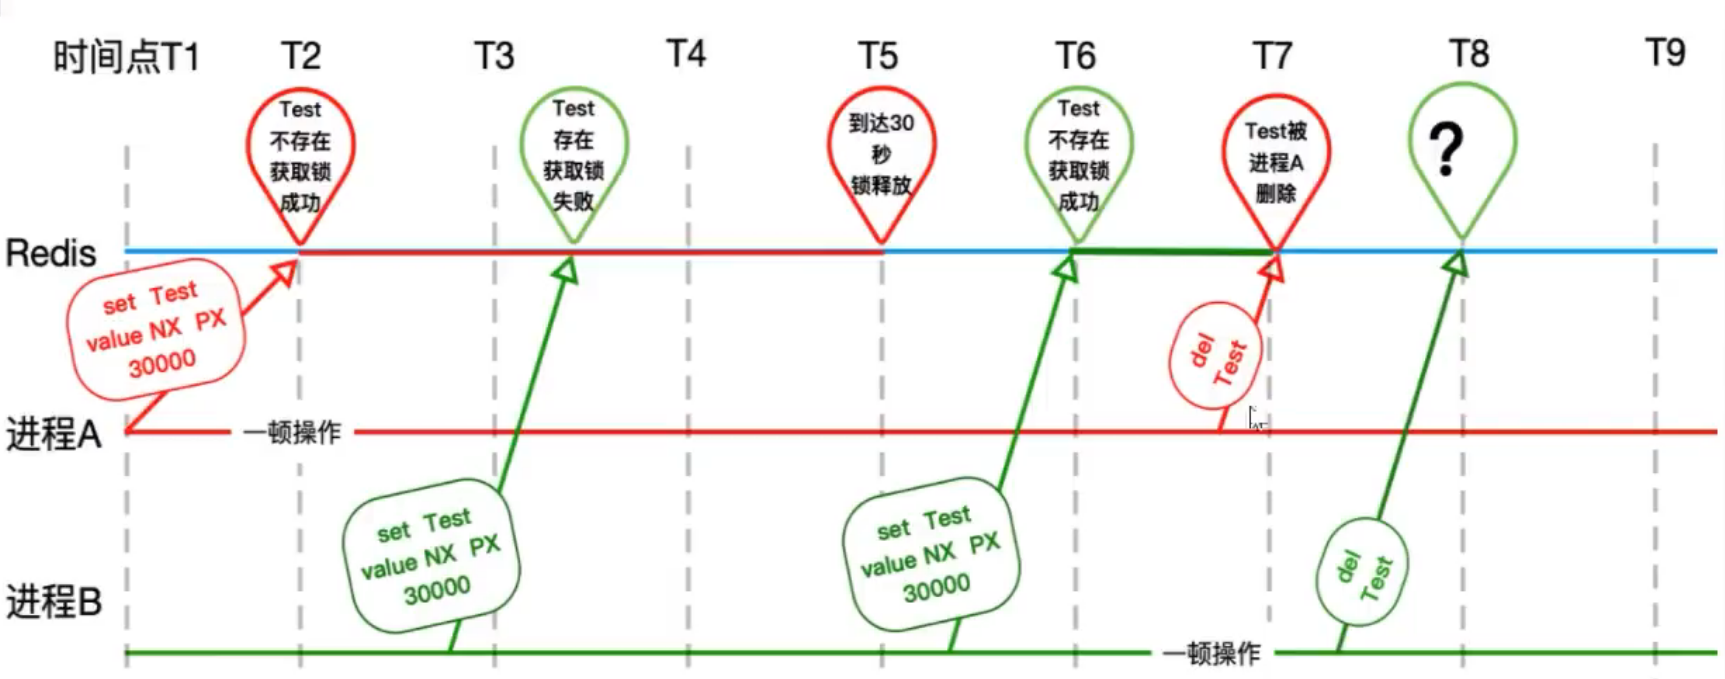 时间点T1
T2
T3
T4
T5
T6
T7
T8
T9
Test
不存在
获取锁
成功
Test
存在
获取锁
失败
到达30
秒
锁释放
Test
不存在
获取锁
成功
Test被
进程A
删除
?
Redis
set Test
value NX PX
30000
del
Test
进程A
一顿操作
set Test
value NX PX
30000
set Test
value NX PX
30000
del
Test
进程B
一顿操作